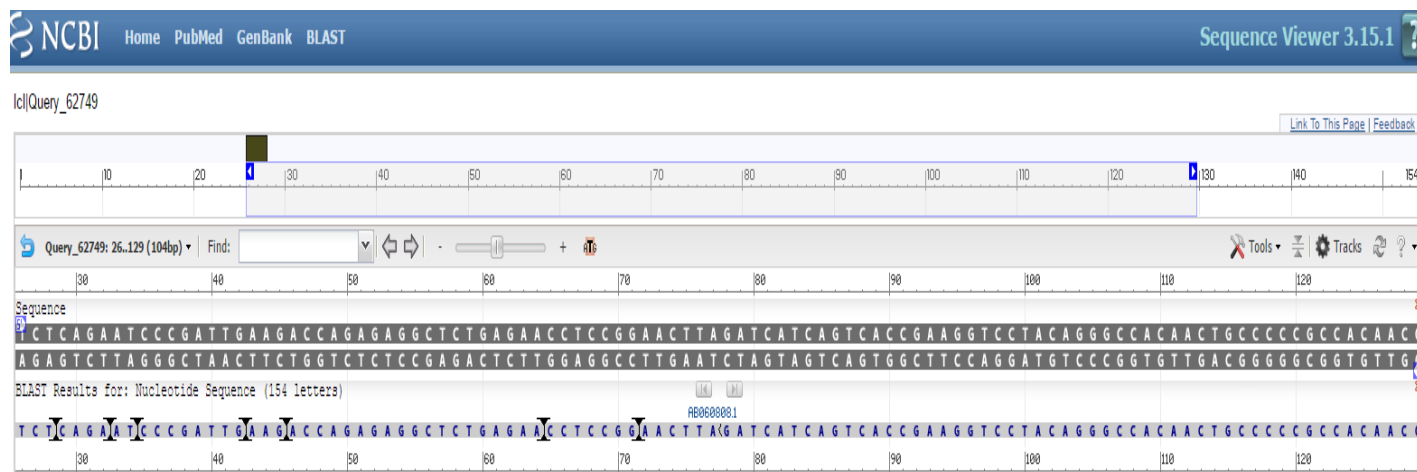 NCBI Home PubMed GenBank BLAST Sequence Viewer 3.15.1 ?
lcl|Query_62749
Link To This Page | Feedback
1 |10 |20 |30 |40 |50 |60 |70 |80 |90 |100 |110 |120 |130 |140 154
Query_62749: 26..129 (104bp) Find: - + ATG Tools Tracks ?
|30 |40 |50 |60 |70 |80 |90 |100 |110 |120
Sequence
T C T C A G A A T C C C G A T T G A A G A C C A G A G A G G C T C T G A G A A C C T C C G G A A C T T A G A T C A T C A G T C A C C G A A G G T C C T A C A G G G C C A C A A C T G C C C C C G C C A C A A C
A G A G T C T T A G G G C T A A C T T C T G G T C T C T C C G A G A C T C T T G G A G G C C T T G A A T C T A G T A G T C A G T G G C T T C C A G G A T G T C C C G G T G T T G A C G G G G G C G G T G T T G
BLAST Results for: Nucleotide Sequence (154 letters)
AB060808.1
T C T C A G A A T C C C G A T T G A A G A C C A G A G A G G C T C T G A G A A C C T C C G G A A C T T A G A T C A T C A G T C A C C G A A G G T C C T A C A G G G C C A C A A C T G C C C C C G C C A C A A C
|30 |40 |50 |60 |70 |80 |90 |100 |110 |120